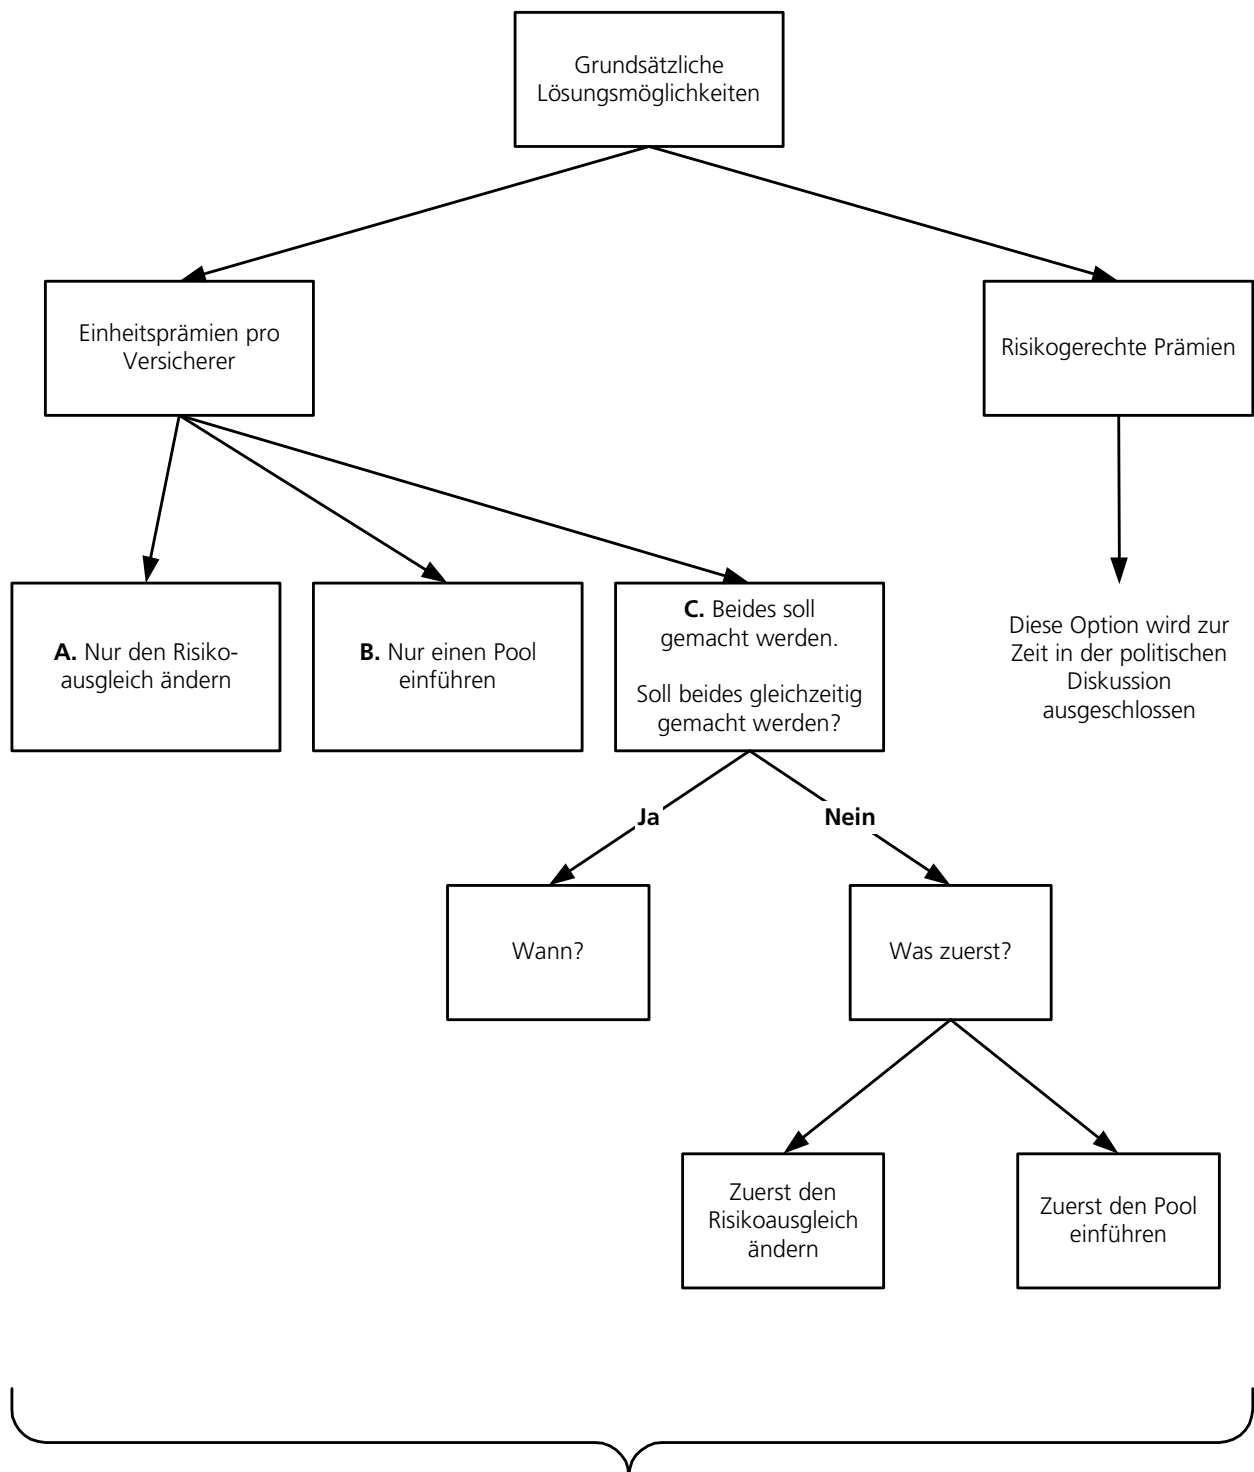 Grundsätzliche
Lösungsmöglichkeiten
Einheitsprämien pro
Versicherer
Risikogerechte Prämien
A. Nur den Risiko-
ausgleich ändern
B. Nur einen Pool
einführen
C. Beides soll
gemacht werden.
Soll beides gleichzeitig
gemacht werden?
Diese Option wird zur
Zeit in der politischen
Diskussion
ausgeschlossen
Ja
Nein
Wann?
Was zuerst?
Zuerst den
Risikoausgleich
ändern
Zuerst den Pool
einführen